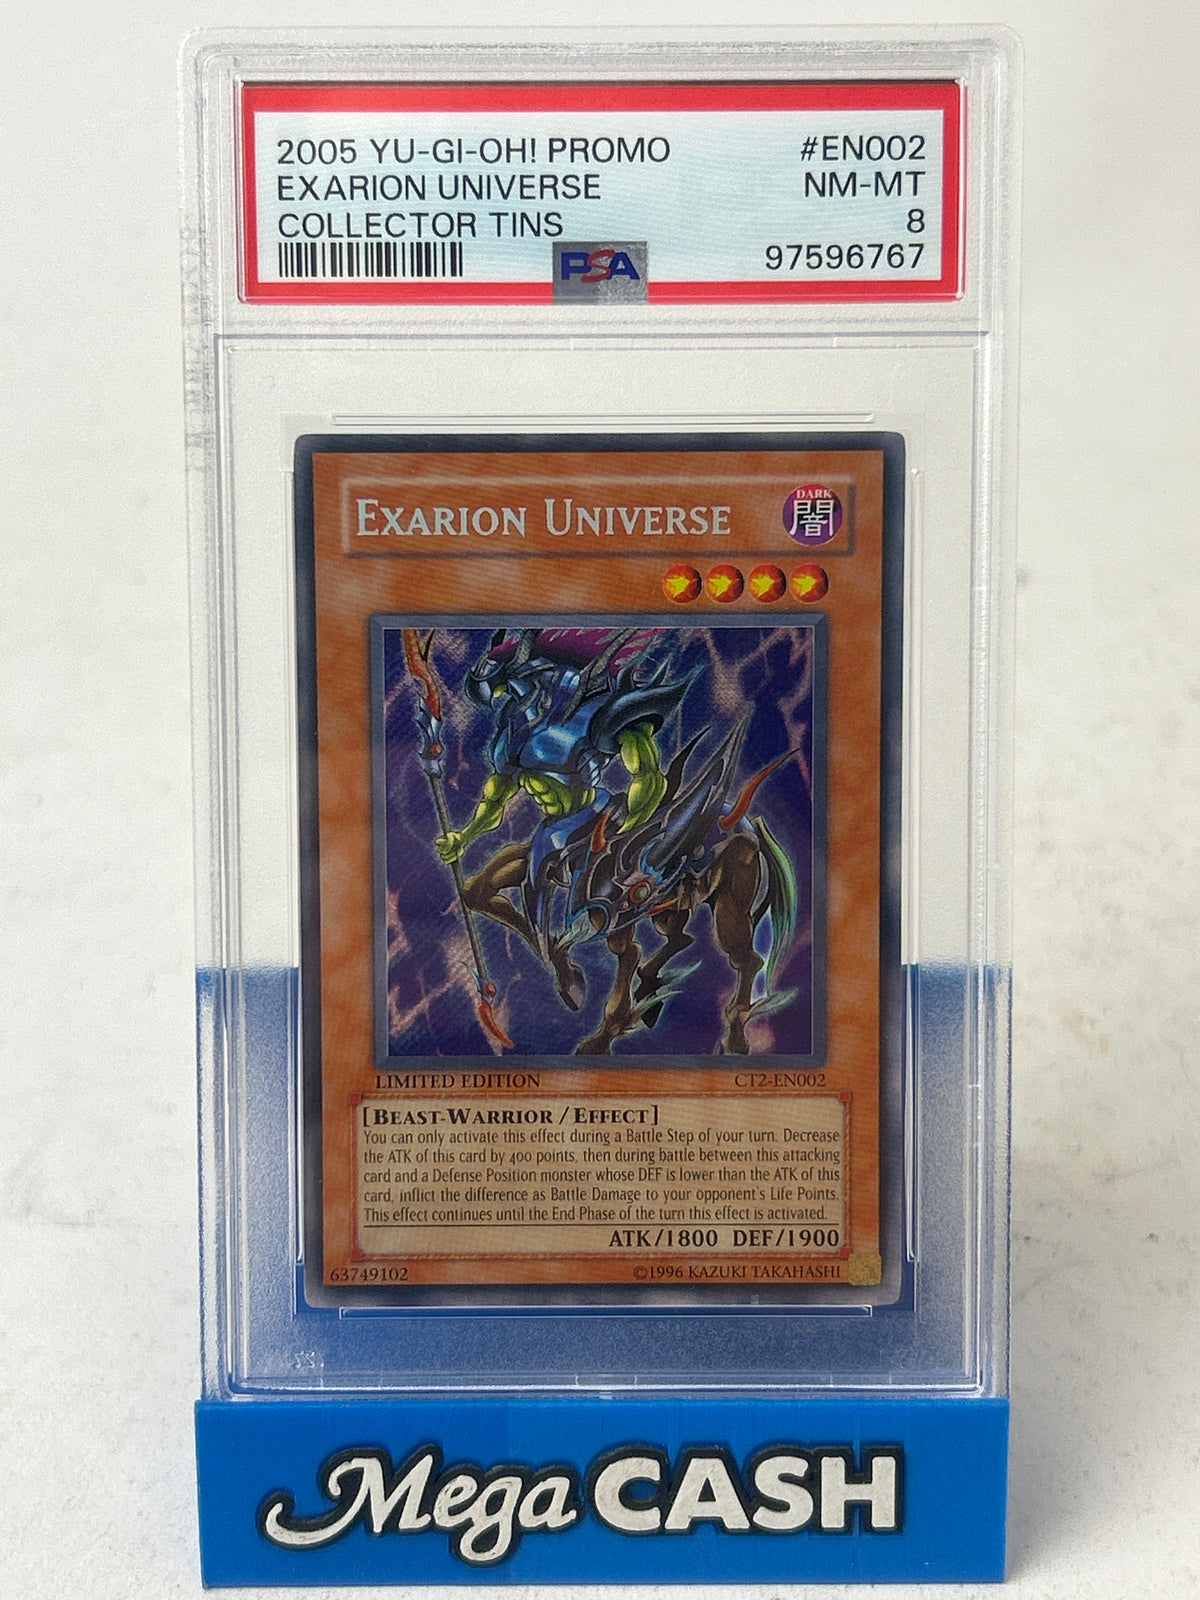 2005 YU-GI-OH! PROMO #EN002
EXARION UNIVERSE NM-MT
COLLECTOR TINS 8
PSA 97596767
EXARION UNIVERSE
DARK
闇
LIMITED EDITION CT2-EN002
[BEAST-WARRIOR / EFFECT]
You can only activate this effect during a Battle Step of your turn. Decrease
the ATK of this card by 400 points, then during battle between this attacking
card and a Defense Position monster whose DEF is lower than the ATK of this
card, inflict the difference as Battle Damage to your opponent's Life Points.
This effect continues until the End Phase of the turn this effect is activated.
ATK/1800 DEF/1900
63749102 ©1996 KAZUKI TAKAHASHI
Mega CASH